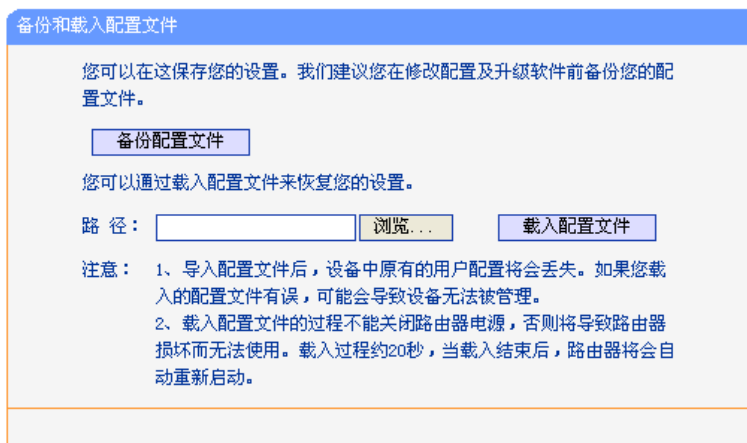 备份和载入配置文件
您可以在这保存您的设置。我们建议您在修改配置及升级软件前备份您的配
置文件。
备份配置文件
您可以通过载入配置文件来恢复您的设置。
路 径： 浏览... 载入配置文件
注意： 1、导入配置文件后，设备中原有的用户配置将会丢失。如果您载
入的配置文件有误，可能会导致设备无法被管理。
2、载入配置文件的过程不能关闭路由器电源，否则将导致路由器
损坏而无法使用。载入过程约20秒，当载入结束后，路由器将会自
动重新启动。